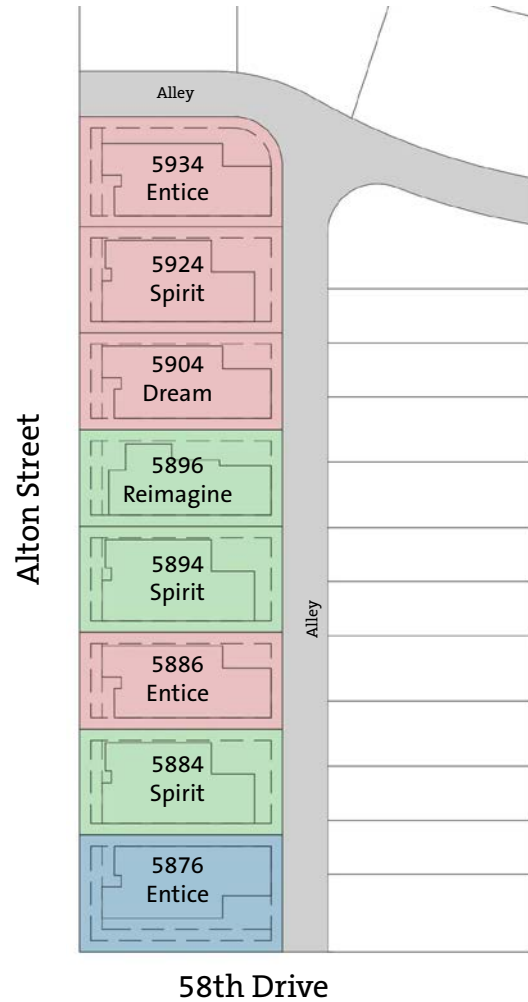 Alley
5934
Entice
5924
Spirit
5904
Dream
5896
Reimagine
5894
Spirit
5886
Entice
5884
Spirit
5876
Entice
Alton Street
Alley
58th Drive